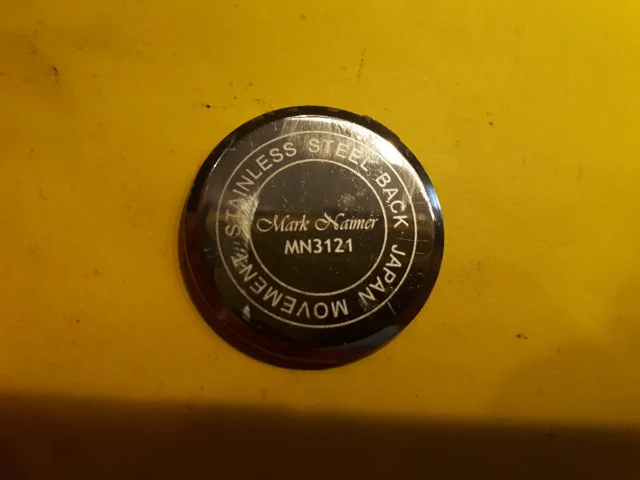 STAINLESS STEEL BACK JAPAN MOVEMENT
Mark Naimer
MN3121